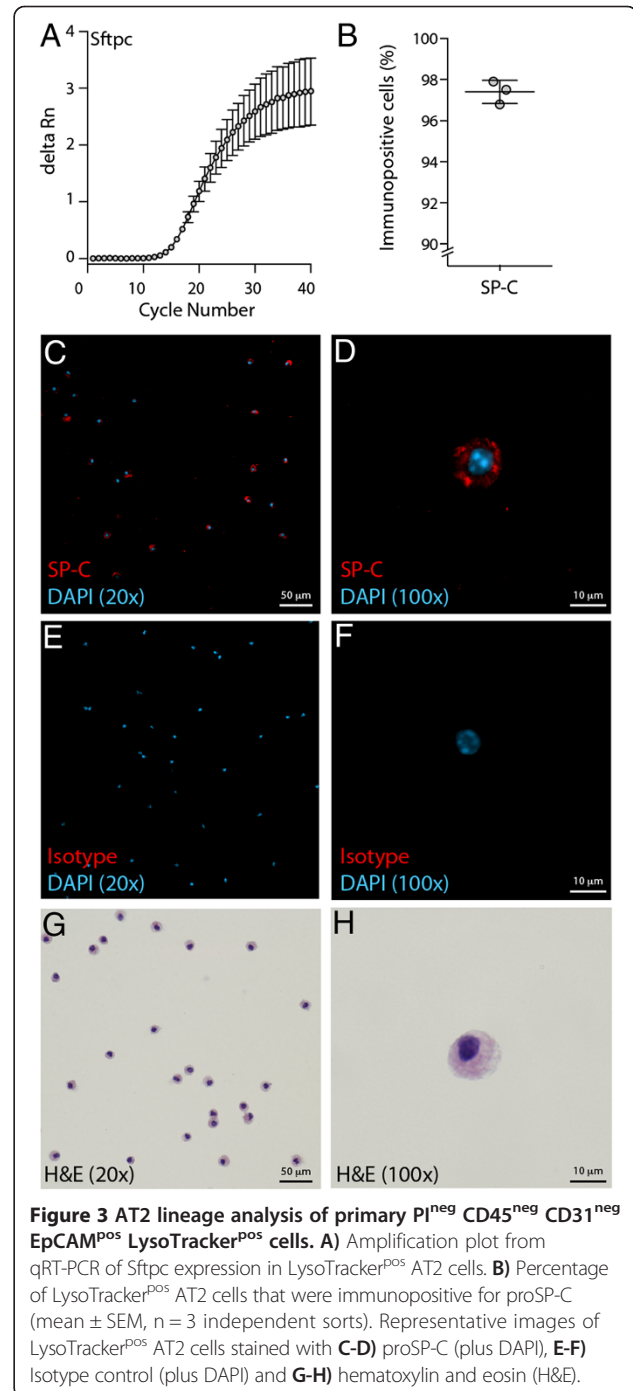 A
Sftpc
4
3
2
1
0
delta Rn
0 10 20 30 40
Cycle Number
B
100
98
96
94
92
90
Immunopositive cells (%)
SP-C
C
SP-C
DAPI (20x)
50 µm
D
SP-C
DAPI (100x)
10 µm
E
Isotype
DAPI (20x)
F
Isotype
DAPI (100x)
10 µm
G
H&E (20x)
50 µm
H
H&E (100x)
10 µm
Figure 3 AT2 lineage analysis of primary PIneg CD45neg CD31neg
EpCAMpos LysoTrackerpos cells. A) Amplification plot from
qRT-PCR of Sftpc expression in LysoTrackerpos AT2 cells. B) Percentage
of LysoTrackerpos AT2 cells that were immunopositive for proSP-C
(mean ± SEM, n = 3 independent sorts). Representative images of
LysoTrackerpos AT2 cells stained with C-D) proSP-C (plus DAPI), E-F)
Isotype control (plus DAPI) and G-H) hematoxylin and eosin (H&E).